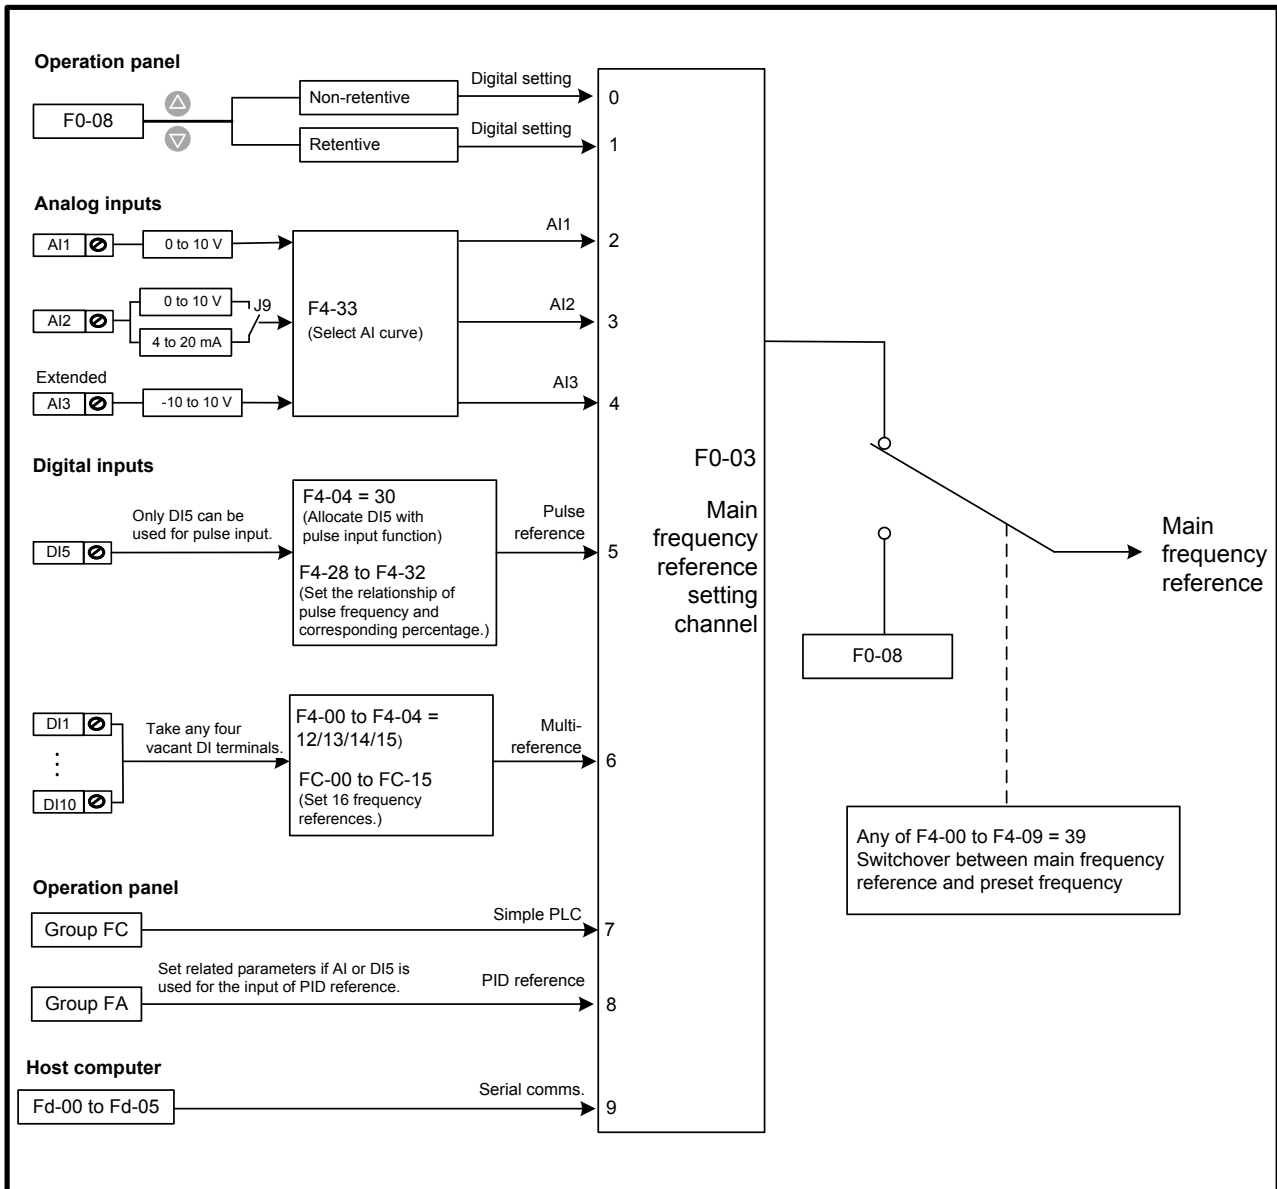 Operation panel
F0-08
Non-retentive
Digital setting
0
Retentive
Digital setting
1
Analog inputs
AI1
0 to 10 V
AI1
2
AI2
0 to 10 V
4 to 20 mA
J9
F4-33
(Select AI curve)
AI2
3
Extended
AI3
-10 to 10 V
AI3
4
Digital inputs
DI5
Only DI5 can be
used for pulse input.
F4-04 = 30
(Allocate DI5 with
pulse input function)
F4-28 to F4-32
(Set the relationship of
pulse frequency and
corresponding percentage.)
Pulse
reference
5
DI1
DI10
Take any four
vacant DI terminals.
F4-00 to F4-04 =
12/13/14/15)
FC-00 to FC-15
(Set 16 frequency
references.)
Multi-
reference
6
Operation panel
Group FC
Simple PLC
7
Group FA
Set related parameters if AI or DI5 is
used for the input of PID reference.
PID reference
8
Host computer
Fd-00 to Fd-05
Serial comms.
9
F0-03
Main
frequency
reference
setting
channel
F0-08
Main
frequency
reference
Any of F4-00 to F4-09 = 39
Switchover between main frequency
reference and preset frequency